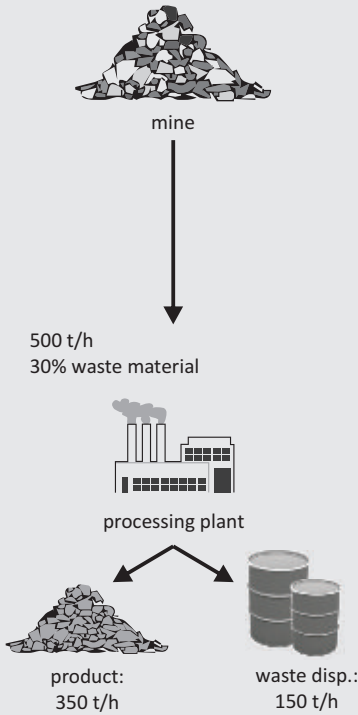 mine
500 t/h
30% waste material
processing plant
product:
350 t/h
waste disp.:
150 t/h